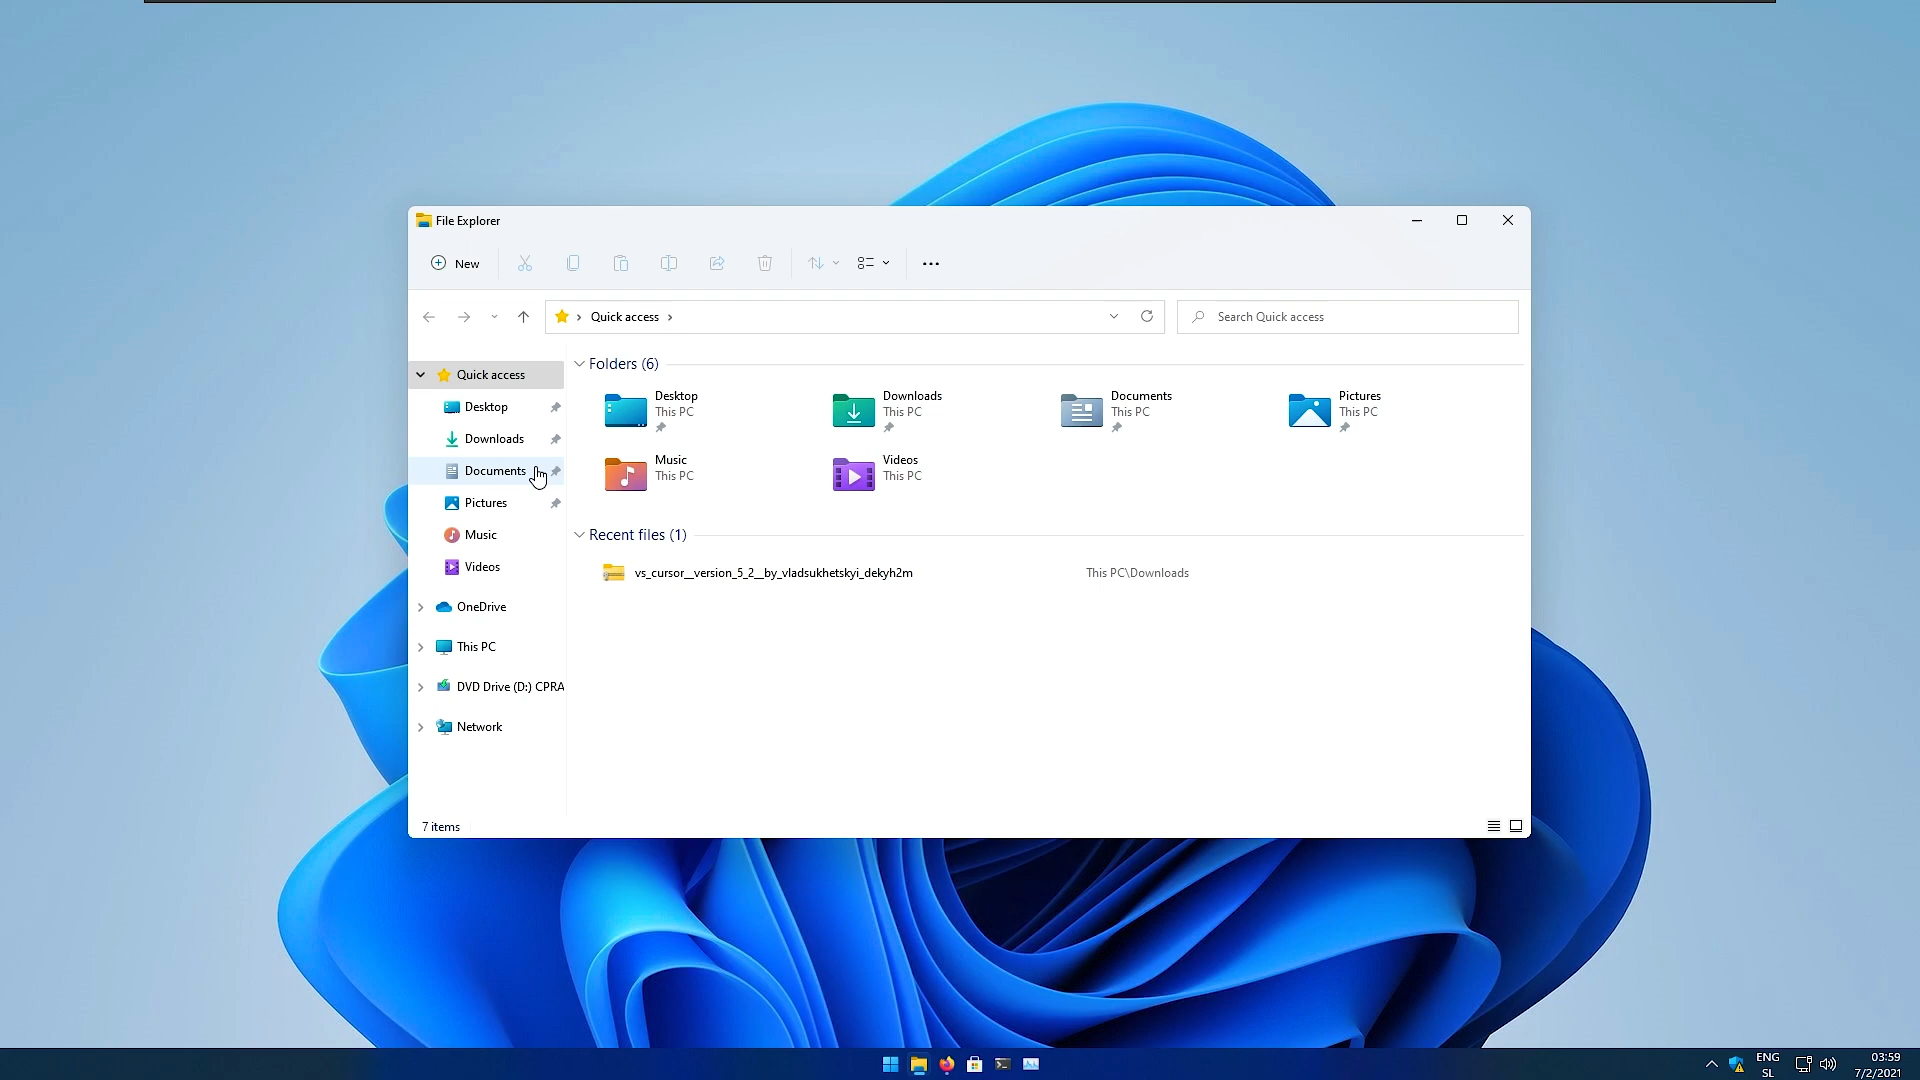 File Explorer
New
Quick access
Search Quick access
Quick access
Desktop
Downloads
Documents
Pictures
Music
Videos
OneDrive
This PC
DVD Drive (D:) CPRA
Network
Folders (6)
Desktop
This PC
Downloads
This PC
Documents
This PC
Pictures
This PC
Music
This PC
Videos
This PC
Recent files (1)
vs_cursor__version_5_2__by_vladsukhetskyi_dekyh2m
This PC\Downloads
7 items
ENG
SL
03:59
7/2/2021